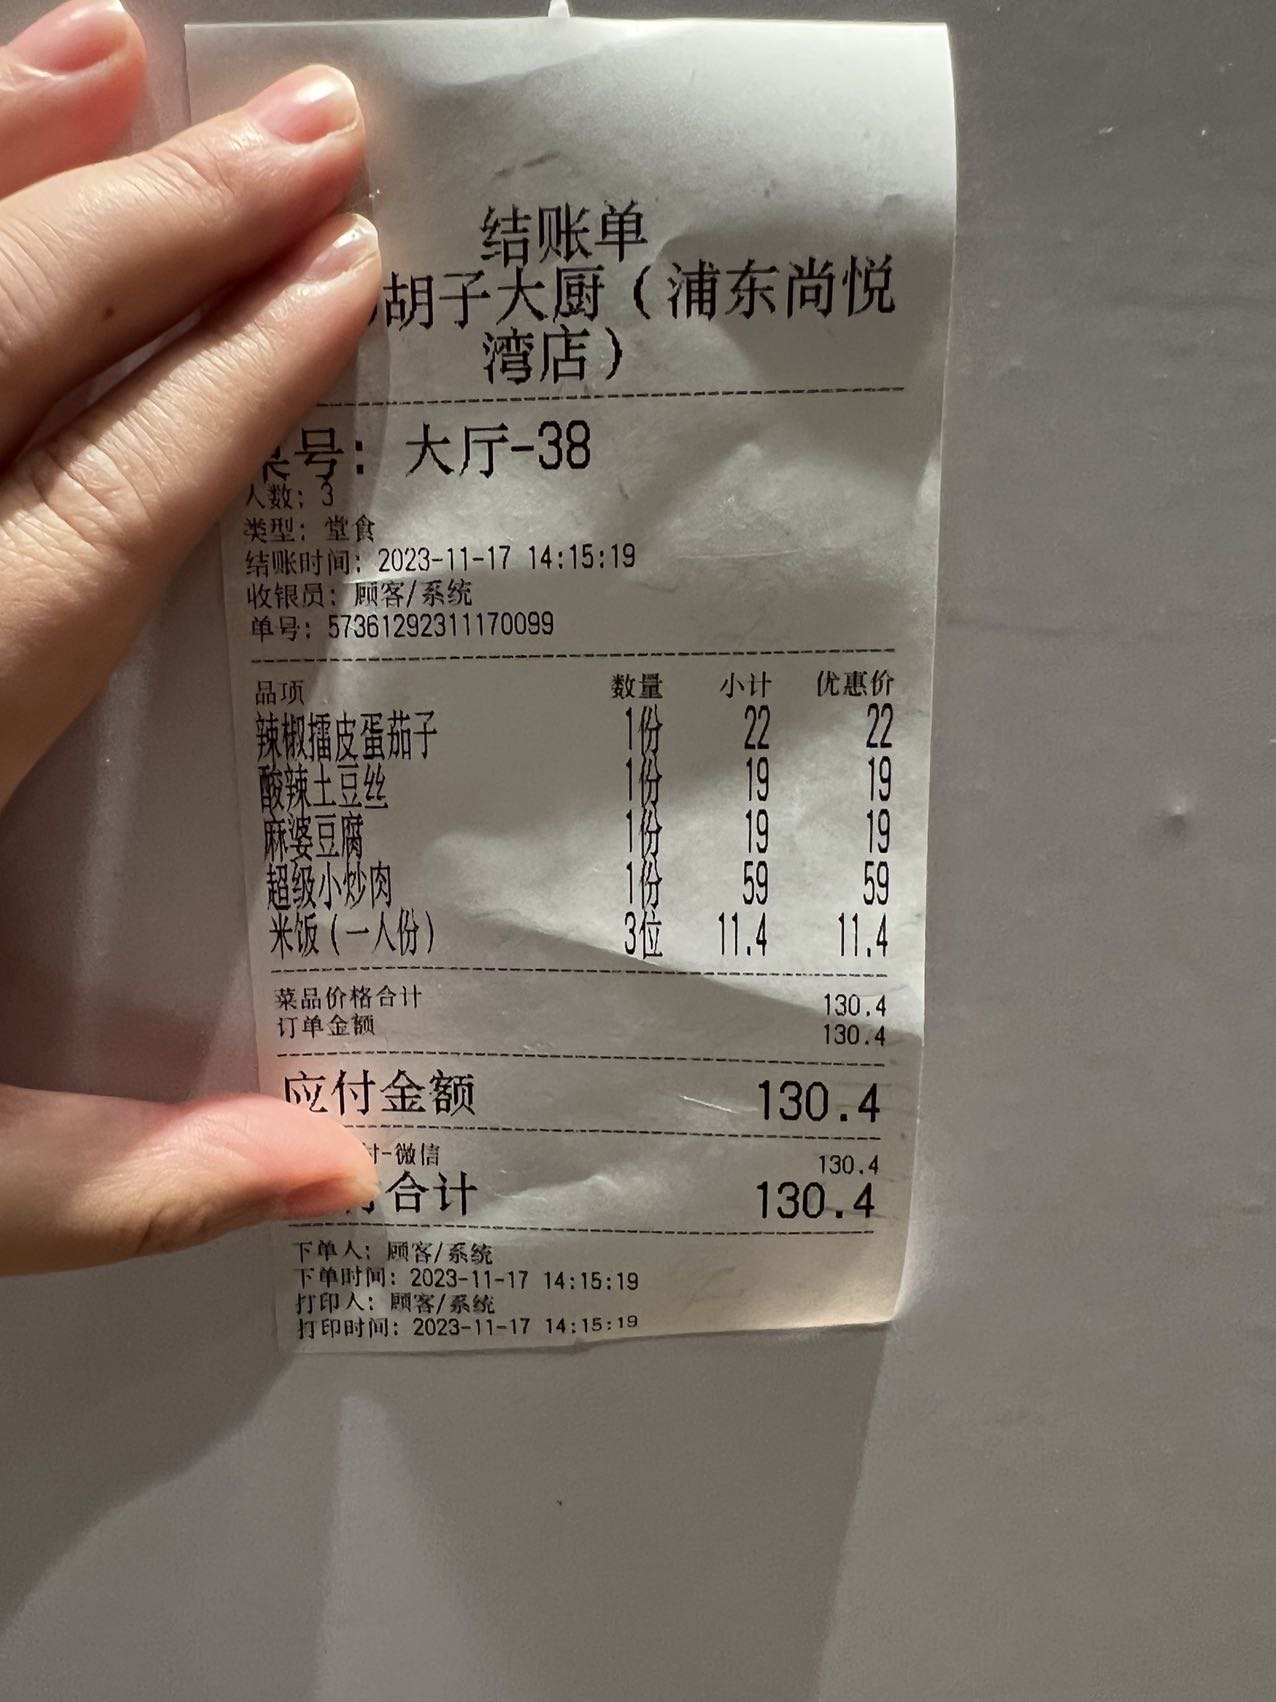 结账单
胡子大厨（浦东尚悦
湾店）
桌号：大厅-38
人数：3
类型：堂食
结账时间：2023-11-17 14:15:19
收银员：顾客/系统
单号：57361292311170099
品项 数量 小计 优惠价
辣椒擂皮蛋茄子 1份 22 22
酸辣土豆丝 1份 19 19
麻婆豆腐 1份 19 19
超级小炒肉 1份 59 59
米饭（一人份） 3位 11.4 11.4
菜品价格合计 130.4
订单金额 130.4
应付金额 130.4
付-微信 130.4
合计 130.4
下单人：顾客/系统
下单时间：2023-11-17 14:15:19
打印人：顾客/系统
打印时间：2023-11-17 14:15:19